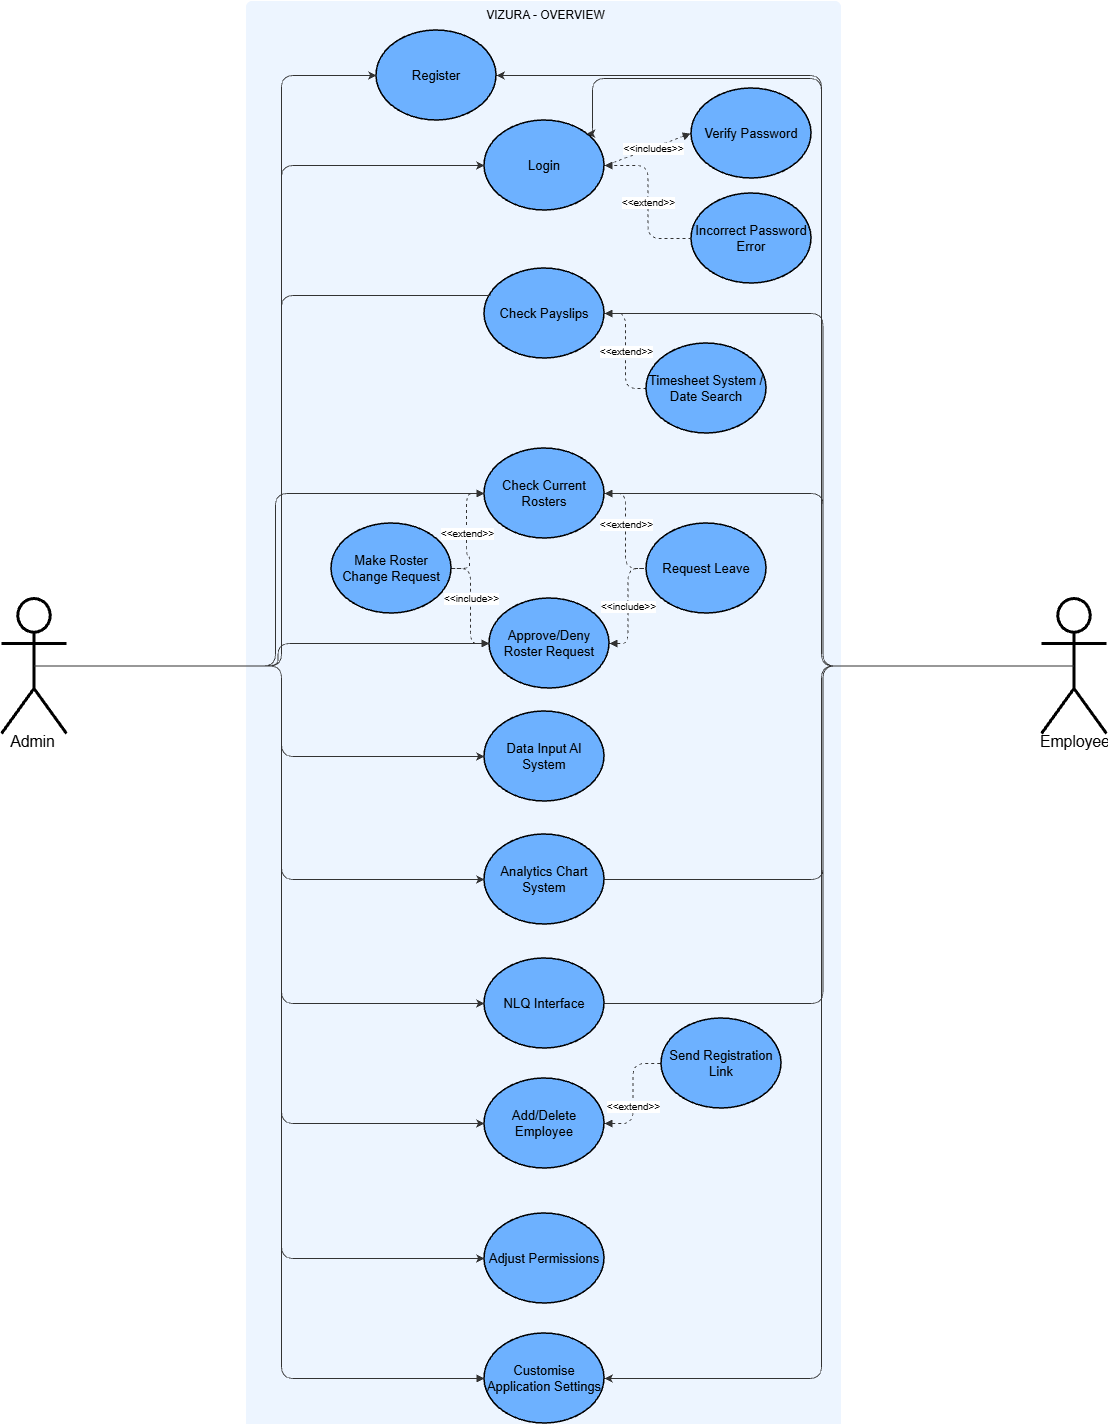 VIZURA - OVERVIEW
Register
Login
<<includes>>
Verify Password
<<extend>>
Incorrect Password
Error
Check Payslips
<<extend>>
Timesheet System /
Date Search
Check Current
Rosters
<<extend>>
<<extend>>
Make Roster
Change Request
Request Leave
<<include>>
<<include>>
Approve/Deny
Roster Request
Admin
Employee
Data Input AI
System
Analytics Chart
System
NLQ Interface
Send Registration
Link
<<extend>>
Add/Delete
Employee
Adjust Permissions
Customise
Application Settings